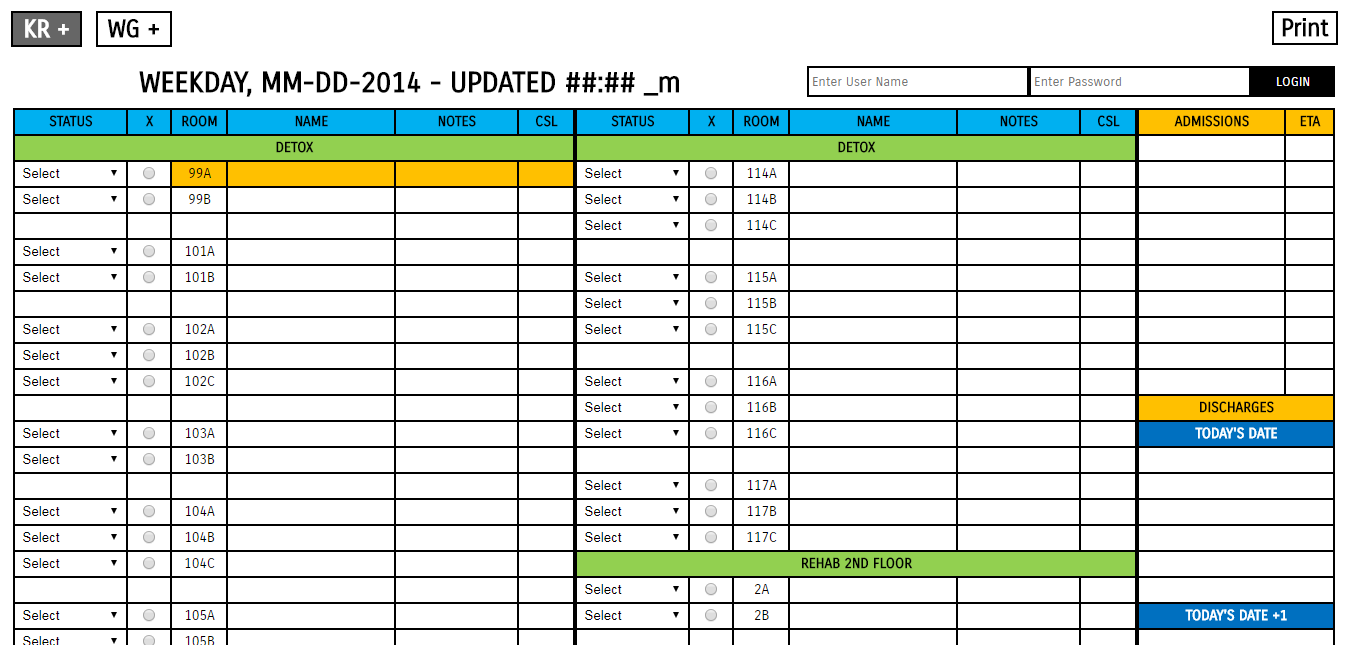 KR + WG + Print
WEEKDAY, MM-DD-2014 - UPDATED ##:## _m Enter User Name Enter Password LOGIN
STATUS X ROOM NAME NOTES CSL STATUS X ROOM NAME NOTES CSL ADMISSIONS ETA
DETOX DETOX
Select 99A Select 114A
Select 99B Select 114B
Select 114C
Select 101A
Select 101B Select 115A
Select 115B
Select 102A Select 115C
Select 102B
Select 102C Select 116A
Select 116B DISCHARGES
Select 103A Select 116C TODAY'S DATE
Select 103B
Select 117A
Select 104A Select 117B
Select 104B Select 117C
Select 104C REHAB 2ND FLOOR
Select 2A
Select 105A Select 2B TODAY'S DATE +1
Select 105B